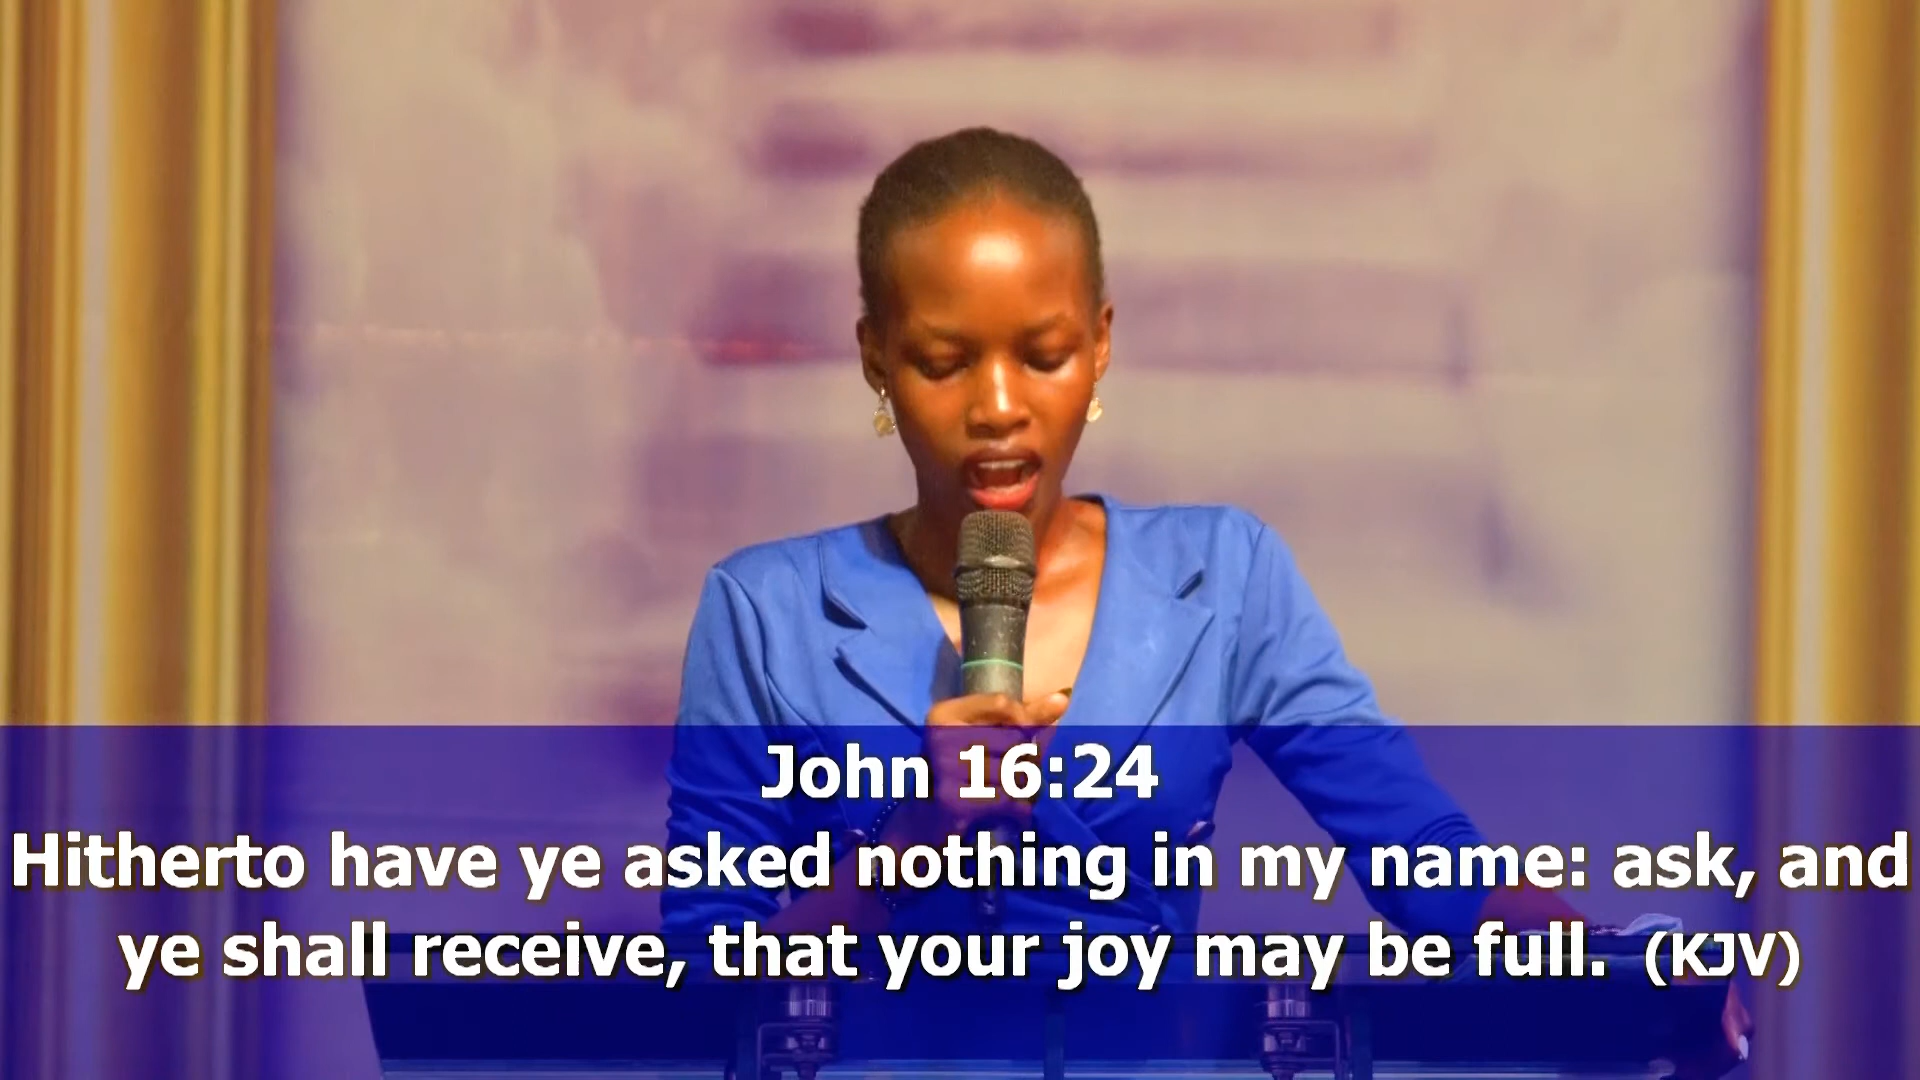 John 16:24
Hitherto have ye asked nothing in my name: ask, and
ye shall receive, that your joy may be full. (KJV)